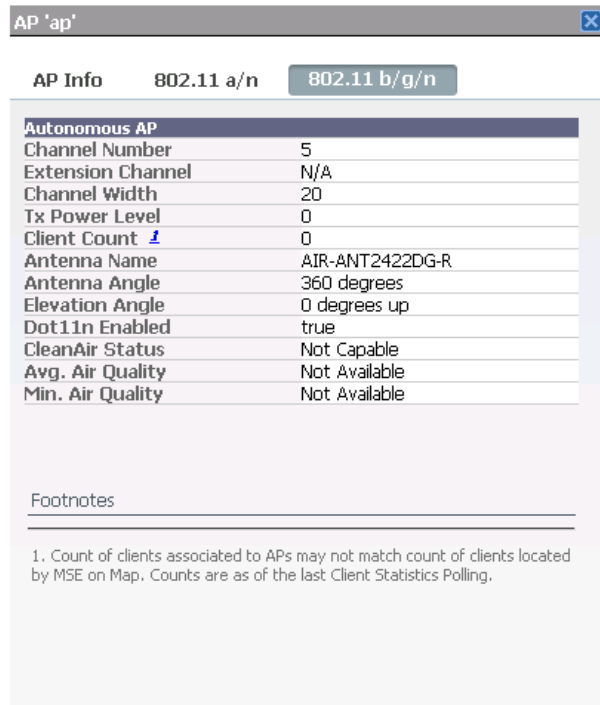 AP 'ap'
AP Info 802.11 a/n 802.11 b/g/n
Autonomous AP
Channel Number 5
Extension Channel N/A
Channel Width 20
Tx Power Level 0
Client Count 1 0
Antenna Name AIR-ANT2422DG-R
Antenna Angle 360 degrees
Elevation Angle 0 degrees up
Dot11n Enabled true
CleanAir Status Not Capable
Avg. Air Quality Not Available
Min. Air Quality Not Available
Footnotes
1. Count of clients associated to APs may not match count of clients located
by MSE on Map. Counts are as of the last Client Statistics Polling.